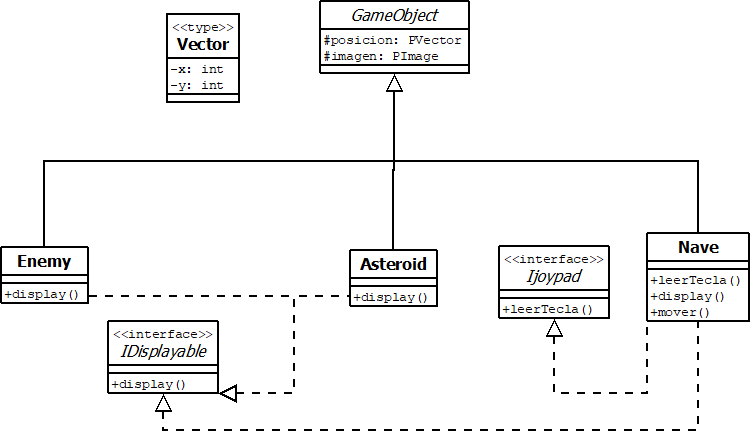 GameObject
#posicion: PVector
#imagen: PImage
<<type>>
Vector
-x: int
-y: int
Enemy
+display()
Asteroid
+display()
<<interface>>
Ijoypad
+leerTecla()
Nave
+leerTecla()
+display()
+mover()
<<interface>>
IDisplayable
+display()